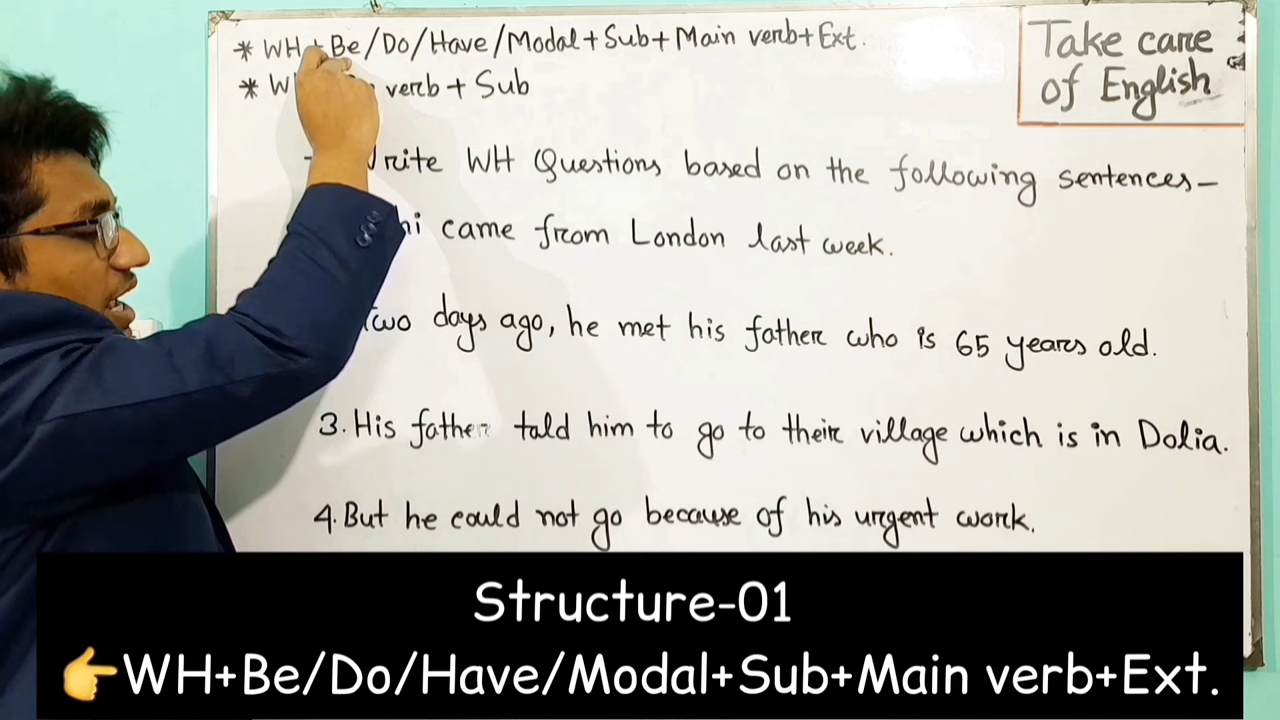 * WH+Be/Do/Have/Modal+Sub+Main verb+Ext.
* verb + Sub
Take care
of English
WH Questions based on the following sentences-
came from London last week.
Two days ago, he met his father who is 65 years old.
3. His father told him to go to their village which is in Dolia.
4. But he could not go because of his urgent work.
Structure-01
👉WH+Be/Do/Have/Modal+Sub+Main verb+Ext.